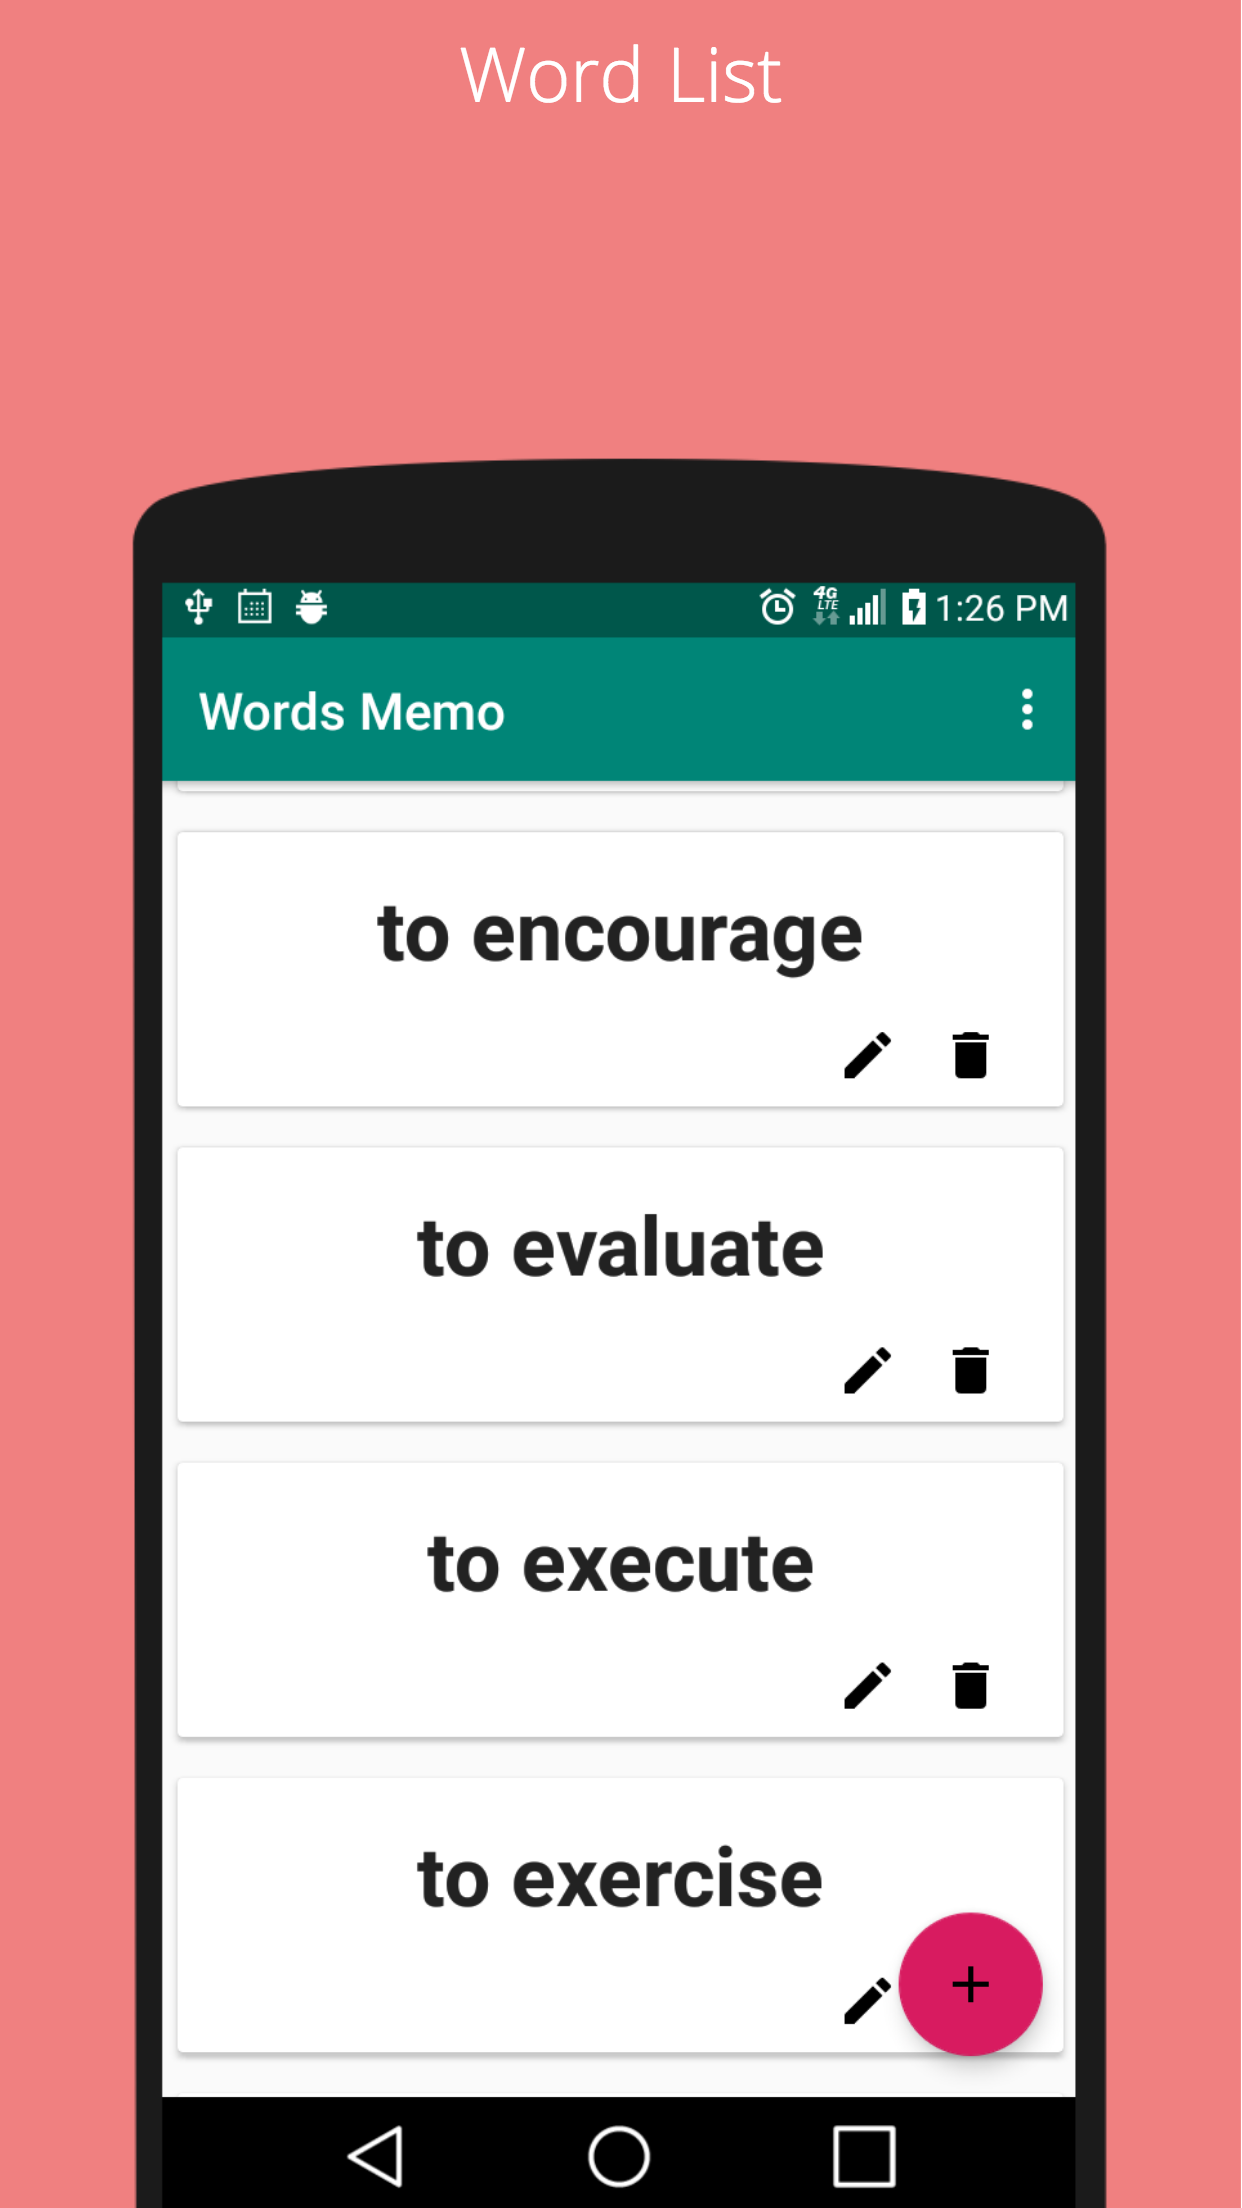 Word List
4G
LTE
1:26 PM
Words Memo
to encourage
to evaluate
to execute
to exercise